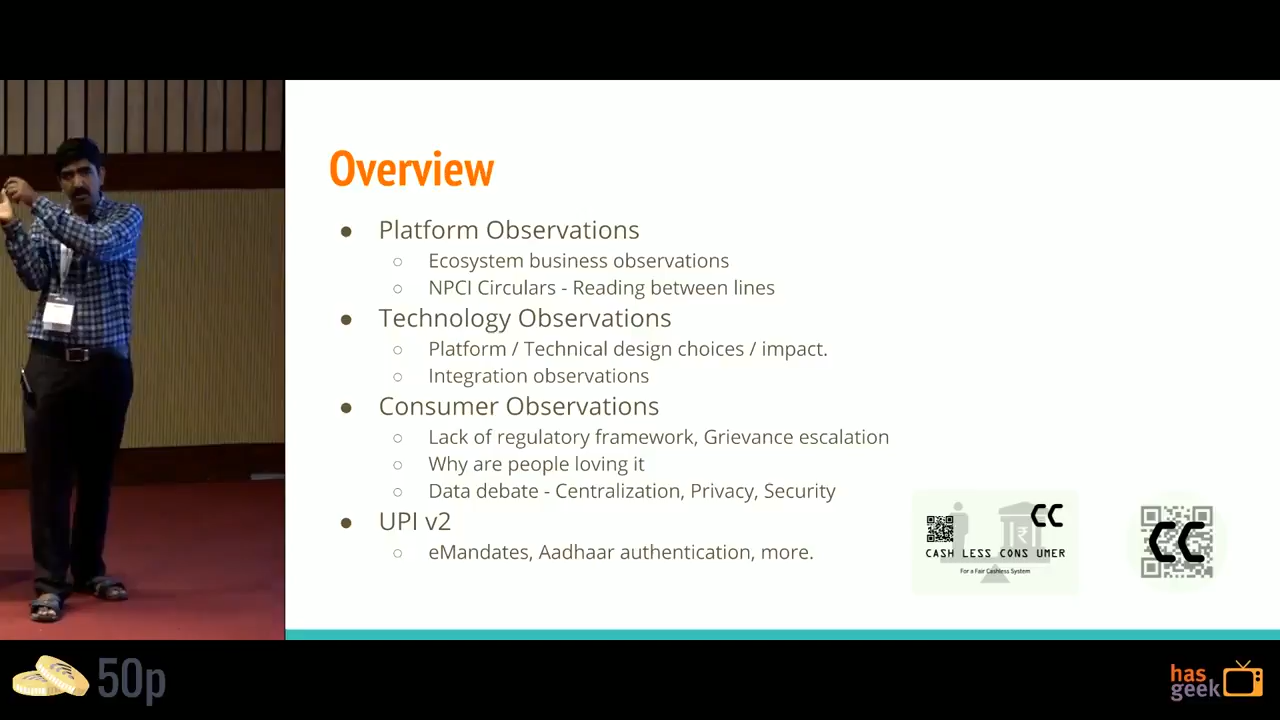 Overview
● Platform Observations
○ Ecosystem business observations
○ NPCI Circulars - Reading between lines
● Technology Observations
○ Platform / Technical design choices / impact.
○ Integration observations
● Consumer Observations
○ Lack of regulatory framework, Grievance escalation
○ Why are people loving it
○ Data debate - Centralization, Privacy, Security
● UPI v2
○ eMandates, Aadhaar authentication, more.
CC
₹
CASH LESS CONS UMER
For a Fair Cashless System
CC
50p
has
geek